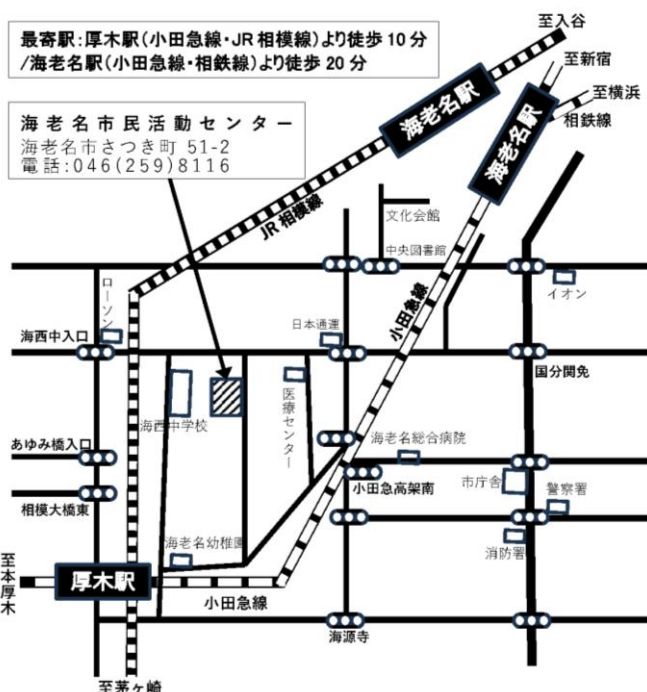 最寄駅:厚木駅(小田急線・JR相模線)より徒歩10分
/海老名駅(小田急線・相鉄線)より徒歩20分
海老名市民活動センター
海老名市さつき町 51-2
電話:046(259)8116
至入谷
至新宿
至横浜
相鉄線
海老名駅
海老名駅
JR相模線
文化会館
中央図書館
小田急線
イオン
ローソン
海西中入口
日本通運
国分関免
海西中学校
医療センター
あゆみ橋入口
海老名総合病院
小田急高架南
市庁舎
警察署
相模大橋東
消防署
海老名幼稚園
至本厚木
厚木駅
小田急線
海源寺
至茅ヶ崎